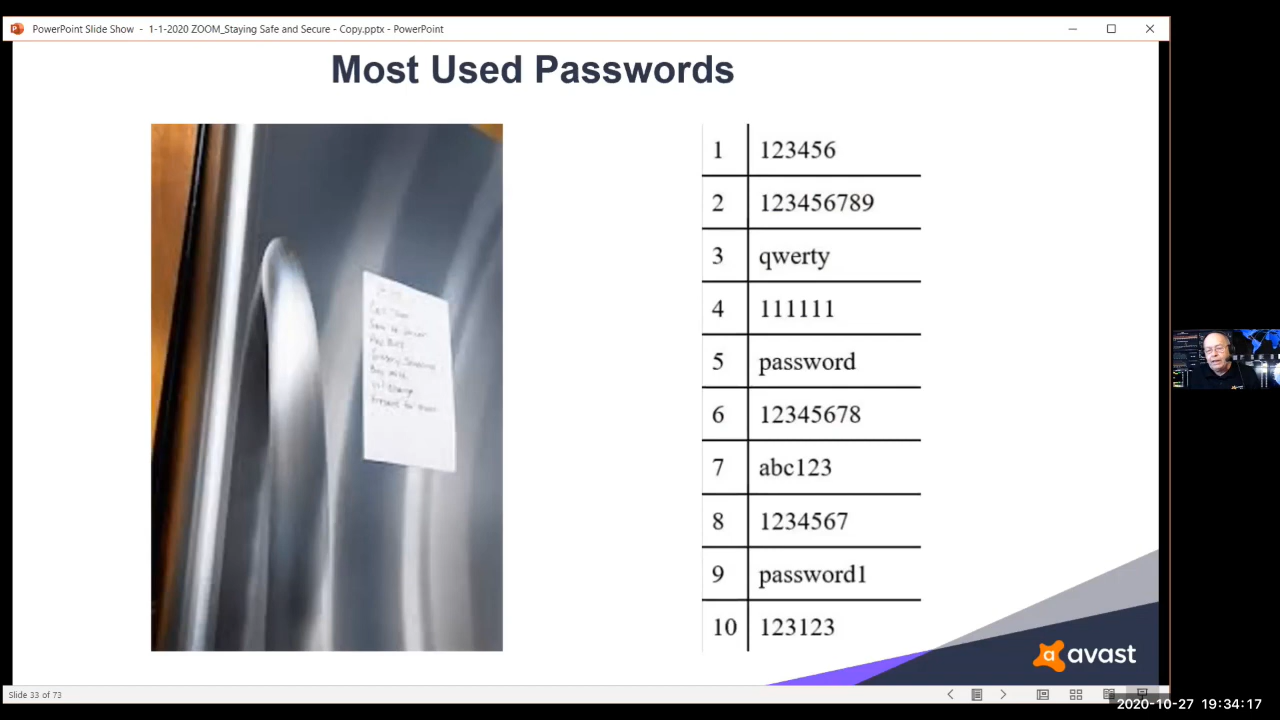 PowerPoint Slide Show - 1-1-2020 ZOOM_Staying Safe and Secure - Copy.pptx - PowerPoint
Most Used Passwords
1 123456
2 123456789
3 qwerty
4 111111
5 password
6 12345678
7 abc123
8 1234567
9 password1
10 123123
avast
Slide 33 of 73
2020-10-27 19:34:17